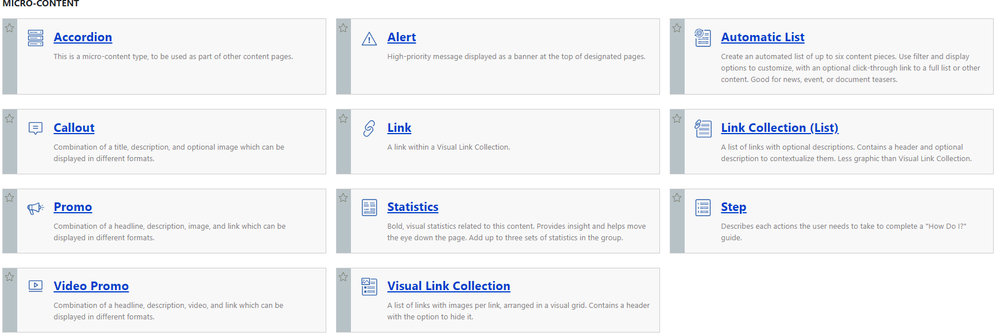 MICRO-CONTENT
Accordion
This is a micro-content type, to be used as part of other content pages.
Alert
High-priority message displayed as a banner at the top of designated pages.
Automatic List
Create an automated list of up to six content pieces. Use filter and display
options to customize, with an optional click-through link to a full list or other
content. Good for news, event, or document teasers.
Callout
Combination of a title, description, and optional image which can be
displayed in different formats.
Link
A link within a Visual Link Collection.
Link Collection (List)
A list of links with optional descriptions. Contains a header and optional
description to contextualize them. Less graphic than Visual Link Collection.
Promo
Combination of a headline, description, image, and link which can be
displayed in different formats.
Statistics
Bold, visual statistics related to this content. Provides insight and helps move
the eye down the page. Add up to three sets of statistics in the group.
Step
Describes each actions the user needs to take to complete a "How Do I?"
guide.
Video Promo
Combination of a headline, description, video, and link which can be
displayed in different formats.
Visual Link Collection
A list of links with images per link, arranged in a visual grid. Contains a header
with the option to hide it.